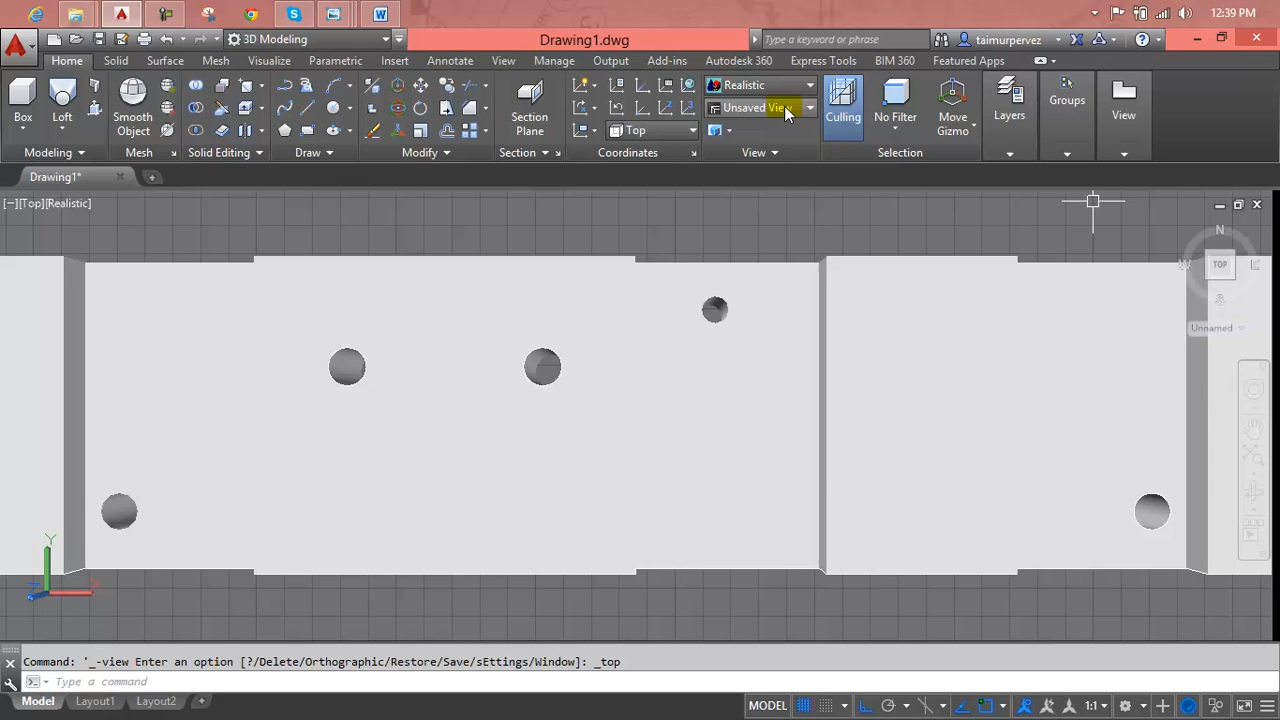 12:39 PM
3D Modeling
Drawing1.dwg
Type a keyword or phrase
taimurpervez
Home Solid Surface Mesh Visualize Parametric Insert Annotate View Manage Output Add-ins Autodesk 360 Express Tools BIM 360 Featured Apps
Box Loft Smooth Object Section Plane Top Realistic Unsaved View Culling No Filter Move Gizmo Layers Groups View
Modeling Mesh Solid Editing Draw Modify Section Coordinates View Selection
Drawing1*
[−][Top][Realistic]
N
W
TOP
Unnamed
Y
X
Z
Command: '_-view Enter an option [?/Delete/Orthographic/Restore/Save/sEttings/Window]: _top
Type a command
Model Layout1 Layout2 +
MODEL 1:1